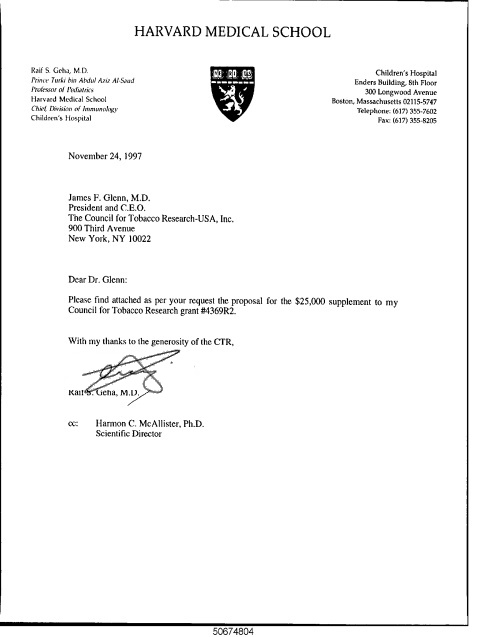 HARVARD MEDICAL SCHOOL
Raif S. Geha, M.D.
Prince Turki bin Abdul Aziz Al-Saud
Professor of Pediatrics
Harvard Medical School
Chief, Division of Immunology
Children's Hospital
Children's Hospital
Enders Building, 8th Floor
300 Longwood Avenue
Boston, Massachusetts 02115-5747
Telephone: (617) 355-7602
Fax: (617) 355-8205
November 24, 1997
James F. Glenn, M.D.
President and C.E.O.
The Council for Tobacco Research-USA, Inc.
900 Third Avenue
New York, NY 10022
Dear Dr. Glenn:
Please find attached as per your request the proposal for the $25,000 supplement to my
Council for Tobacco Research grant #4369R2.
With my thanks to the generosity of the CTR,
Raif S. Geha, M.D.
cc: Harmon C. McAllister, Ph.D.
Scientific Director
50674804